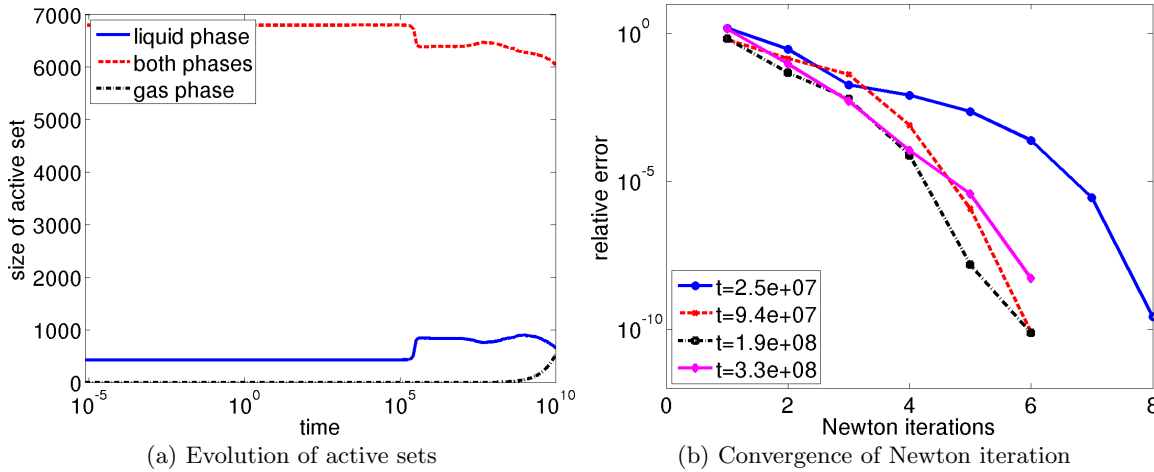 7000
6000
5000
4000
3000
2000
1000
0
size of active set
liquid phase
both phases
gas phase
10^-5
10^0
10^5
10^10
time
(a) Evolution of active sets
10^0
10^-5
10^-10
relative error
t=2.5e+07
t=9.4e+07
t=1.9e+08
t=3.3e+08
0
2
4
6
8
Newton iterations
(b) Convergence of Newton iteration